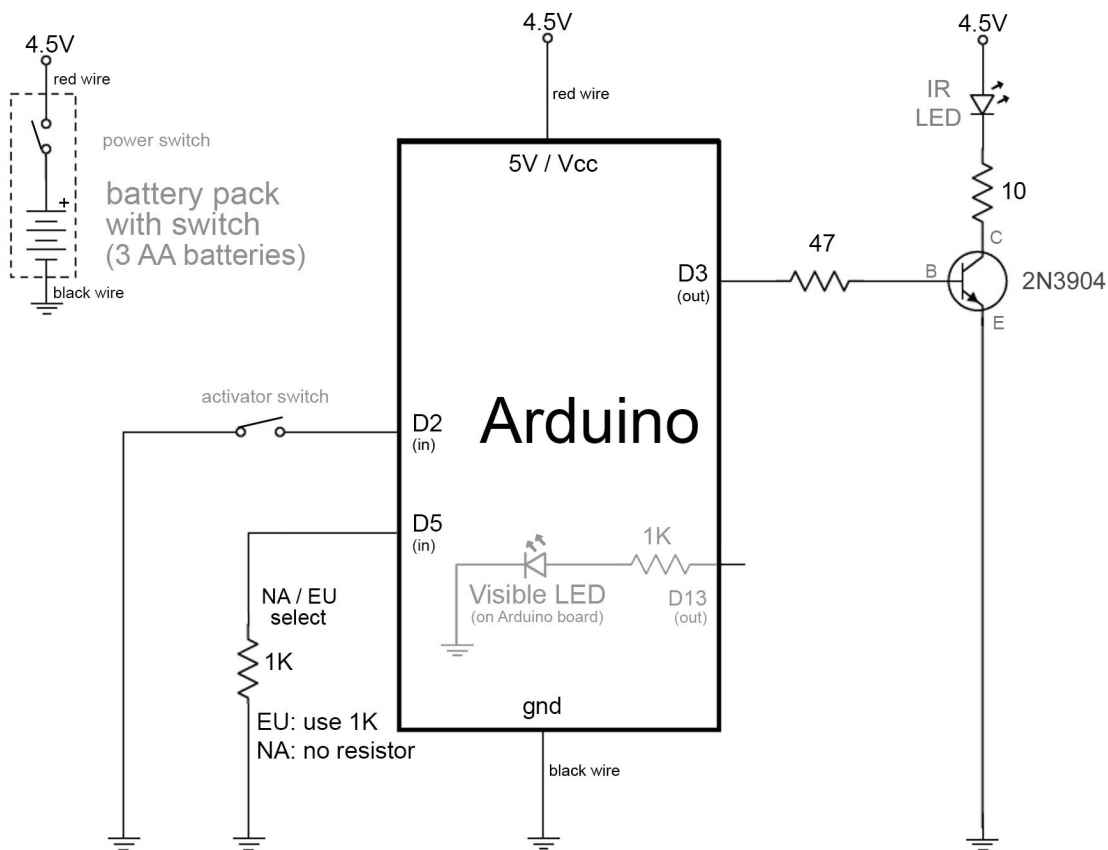 4.5V
red wire
power switch
+
battery pack
with switch
(3 AA batteries)
black wire
4.5V
red wire
5V / Vcc
D3
(out)
47
4.5V
IR
LED
10
C
B
2N3904
E
activator switch
D2
(in)
Arduino
D5
(in)
1K
Visible LED
(on Arduino board)
D13
(out)
NA / EU
select
1K
EU: use 1K
NA: no resistor
gnd
black wire